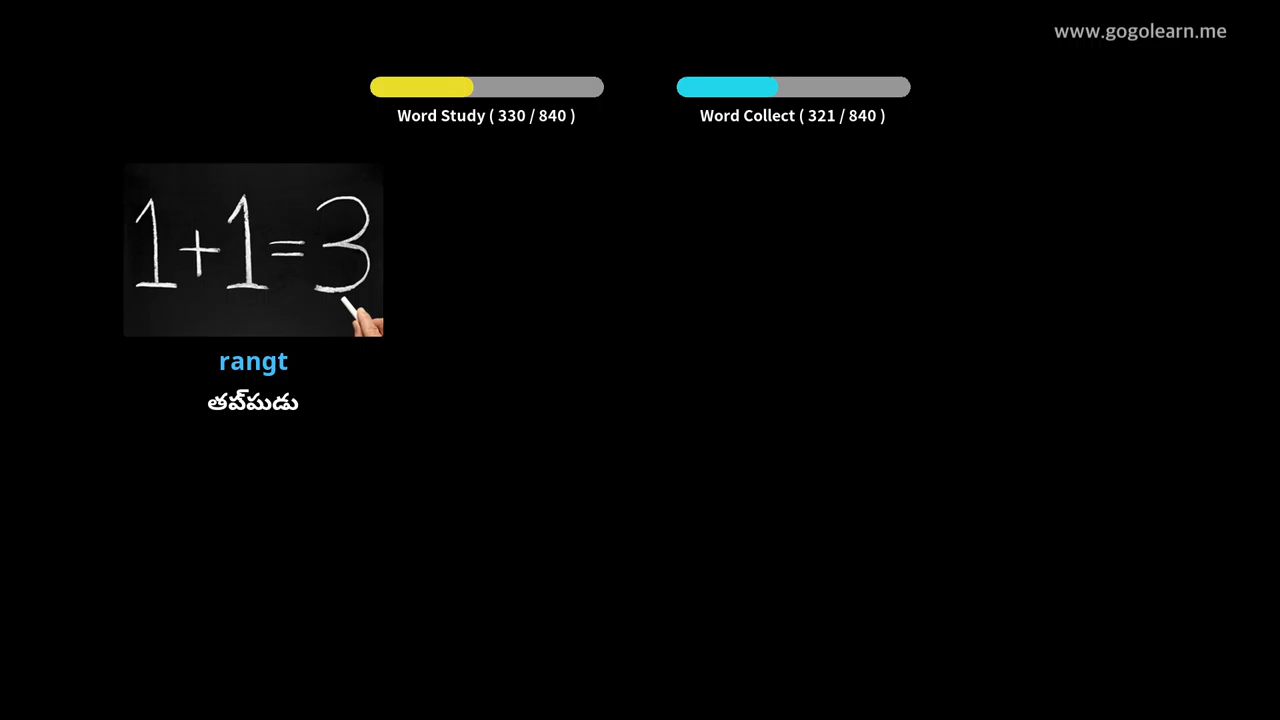 www.gogolearn.me
Word Study ( 330 / 840 )
Word Collect ( 321 / 840 )
1+1=3
rangt
తప్పుడు